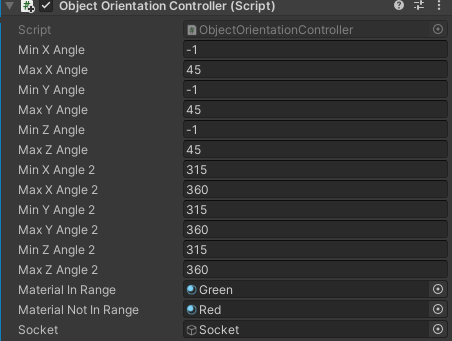 Object Orientation Controller (Script)
Script ObjectOrientationController
Min X Angle -1
Max X Angle 45
Min Y Angle -1
Max Y Angle 45
Min Z Angle -1
Max Z Angle 45
Min X Angle 2 315
Max X Angle 2 360
Min Y Angle 2 315
Max Y Angle 2 360
Min Z Angle 2 315
Max Z Angle 2 360
Material In Range Green
Material Not In Range Red
Socket Socket